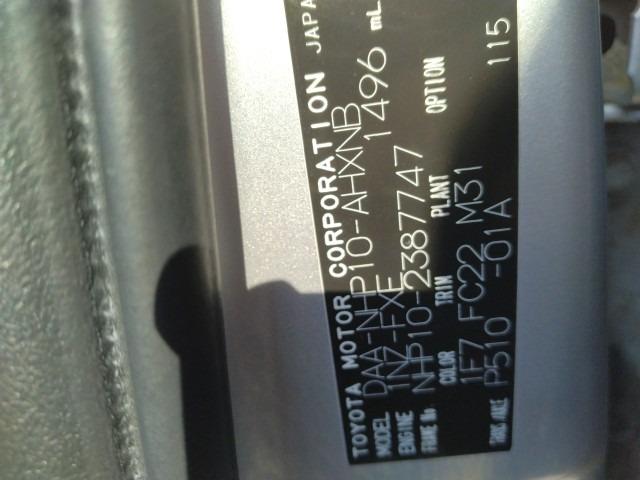 TOYOTA MOTOR CORPORATION JAPA
MODEL DAA-NHP10-AHXNB
ENGINE 1NZ-FXE 1496 mL
FRAME No. NHP10-2387747
COLOR TRIM PLANT OPTION
1F7 FC22 M31
TRANS/AXLE P510 -01A 115